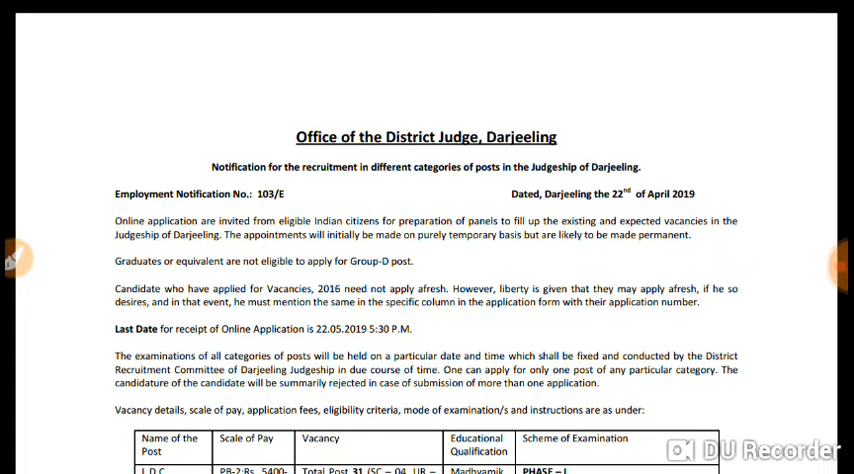 Office of the District Judge, Darjeeling
Notification for the recruitment in different categories of posts in the Judgeship of Darjeeling.
Employment Notification No.: 103/E Dated, Darjeeling the 22nd of April 2019
Online application are invited from eligible Indian citizens for preparation of panels to fill up the existing and expected vacancies in the
Judgeship of Darjeeling. The appointments will initially be made on purely temporary basis but are likely to be made permanent.
Graduates or equivalent are not eligible to apply for Group-D post.
Candidate who have applied for Vacancies, 2016 need not apply afresh. However, liberty is given that they may apply afresh, if he so
desires, and in that event, he must mention the same in the specific column in the application form with their application number.
Last Date for receipt of Online Application is 22.05.2019 5:30 P.M.
The examinations of all categories of posts will be held on a particular date and time which shall be fixed and conducted by the District
Recruitment Committee of Darjeeling Judgeship in due course of time. One can apply for only one post of any particular category. The
candidature of the candidate will be summarily rejected in case of submission of more than one application.
Vacancy details, scale of pay, application fees, eligibility criteria, mode of examination/s and instructions are as under:
Name of the Scale of Pay Vacancy Educational Scheme of Examination
Post Qualification
L.D.C PB-2:Rs. 5400- Total Post 31 (SC – 04, UR – Madhyamik PHASE – I
DU Recorder